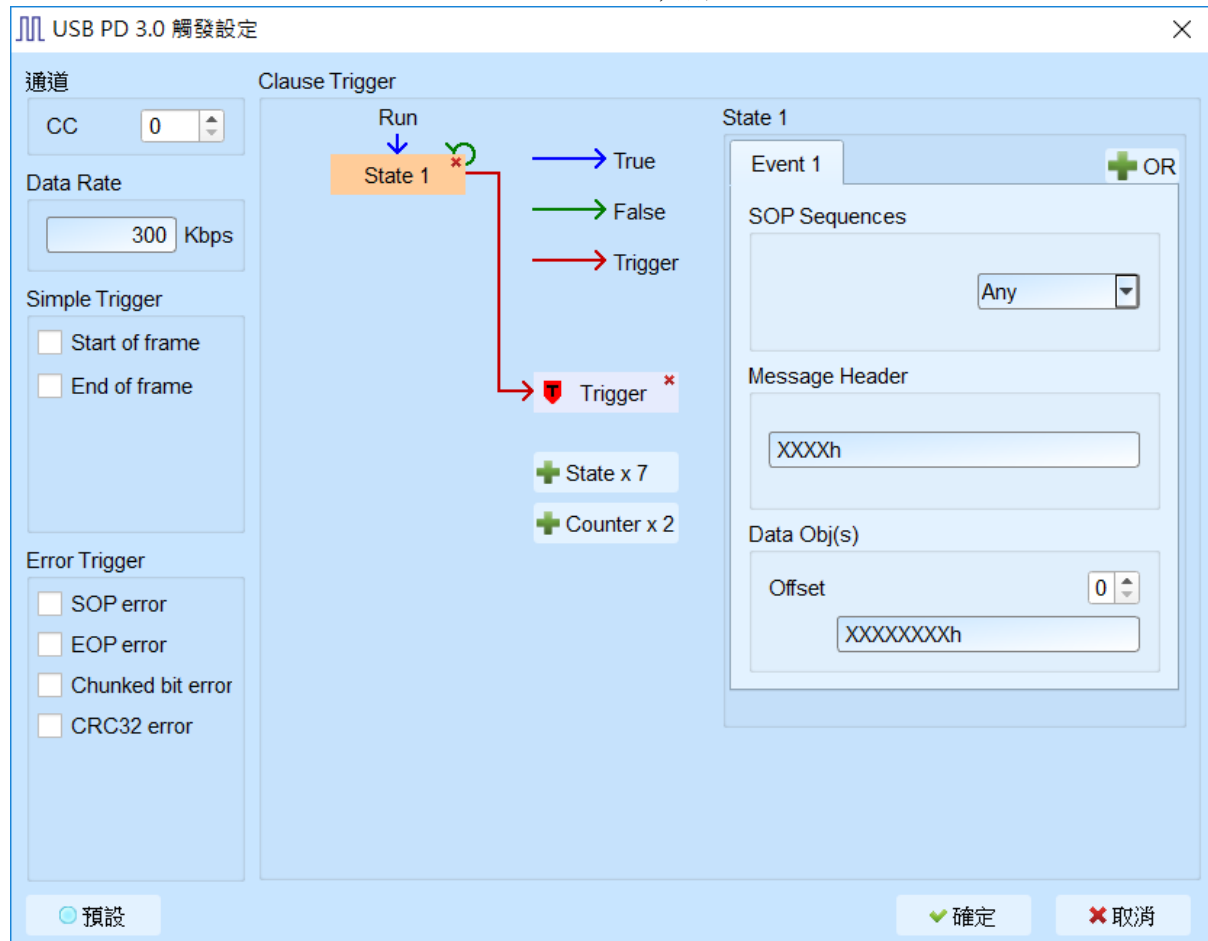 USB PD 3.0 觸發設定
通道
CC 0
Data Rate
300 Kbps
Simple Trigger
Start of frame
End of frame
Error Trigger
SOP error
EOP error
Chunked bit error
CRC32 error
Clause Trigger
Run
State 1
True
False
Trigger
T Trigger
State x 7
Counter x 2
State 1
Event 1
OR
SOP Sequences
Any
Message Header
XXXXh
Data Obj(s)
Offset 0
XXXXXXXXh
預設
確定
取消